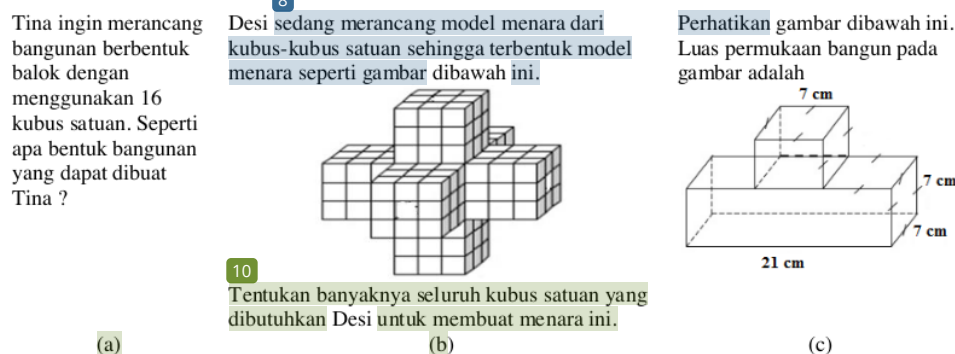 Tina ingin merancang
bangunan berbentuk
balok dengan
menggunakan 16
kubus satuan. Seperti
apa bentuk bangunan
yang dapat dibuat
Tina ?
(a)
8
Desi sedang merancang model menara dari
kubus-kubus satuan sehingga terbentuk model
menara seperti gambar dibawah ini.
10
Tentukan banyaknya seluruh kubus satuan yang
dibutuhkan Desi untuk membuat menara ini.
(b)
Perhatikan gambar dibawah ini.
Luas permukaan bangun pada
gambar adalah
7 cm
7 cm
7 cm
21 cm
(c)